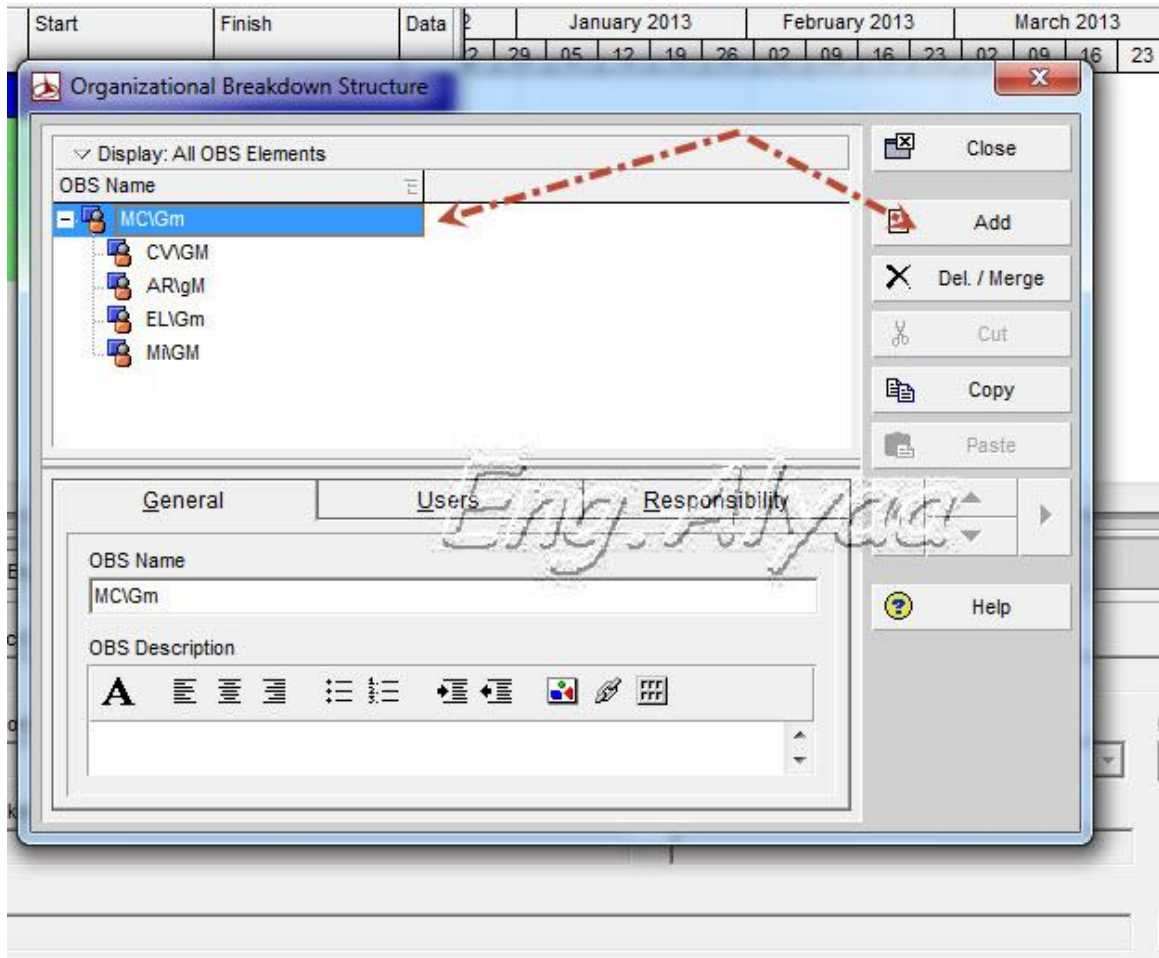 Start Finish Data 2 January 2013 February 2013 March 2013
22 29 05 12 19 26 02 09 16 23 02 09 16 23
Organizational Breakdown Structure
Display: All OBS Elements
Close
OBS Name
MC\Gm
Add
CV\GM
AR\gM
Del. / Merge
EL\Gm
Cut
Mi\GM
Copy
Paste
General Users Responsibility
Eng. Alyaa
OBS Name
MC\Gm
Help
OBS Description
A